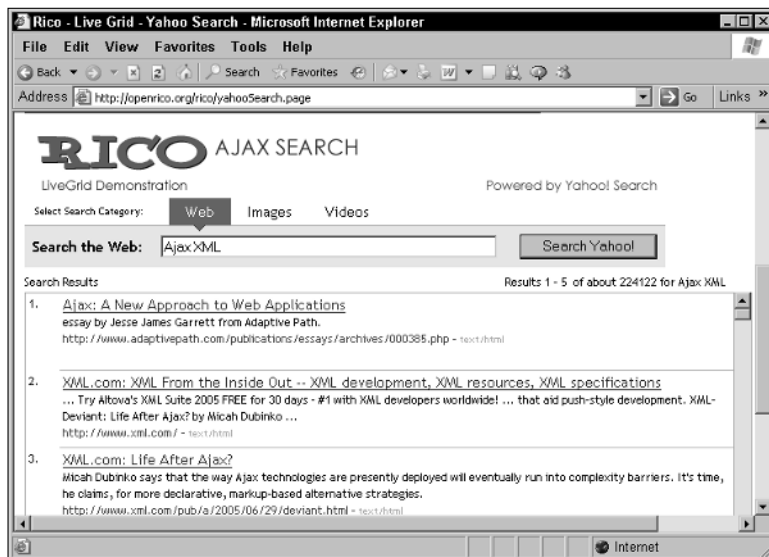 Rico - Live Grid - Yahoo Search - Microsoft Internet Explorer
File Edit View Favorites Tools Help
Back Search Favorites
Address http://openrico.org/rico/yahooSearch.page Go Links »
RICO AJAX SEARCH
LiveGrid Demonstration Powered by Yahoo! Search
Select Search Category: Web Images Videos
Search the Web: Ajax XML Search Yahoo!
Search Results Results 1 - 5 of about 224122 for Ajax XML
1. Ajax: A New Approach to Web Applications
essay by Jesse James Garrett from Adaptive Path.
http://www.adaptivepath.com/publications/essays/archives/000385.php - text/html
2. XML.com: XML From the Inside Out -- XML development, XML resources, XML specifications
... Try Altova's XML Suite 2005 FREE for 30 days - #1 with XML developers worldwide! ... that aid push-style development. XML-
Deviant: Life After Ajax? by Micah Dubinko ...
http://www.xml.com/ - text/html
3. XML.com: Life After Ajax?
Micah Dubinko says that the way Ajax technologies are presently deployed will eventually run into complexity barriers. It's time,
he claims, for more declarative, markup-based alternative strategies.
http://www.xml.com/pub/a/2005/06/29/deviant.html - text/html
Internet